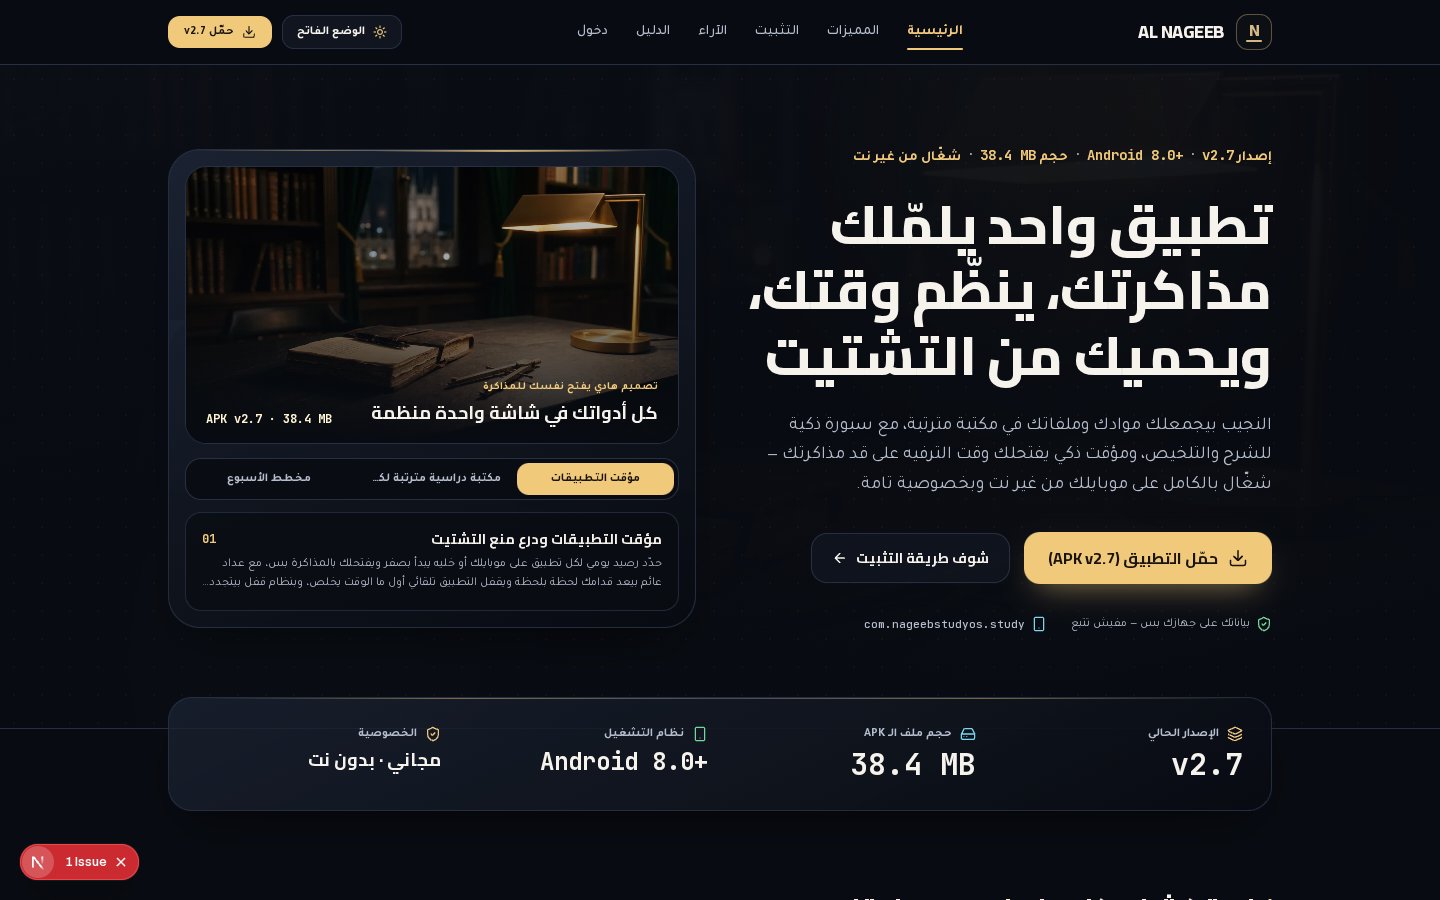 N
AL NAGEEB
الرئيسية
المميزات
التثبيت
الآراء
الدليل
دخول
الوضع الفاتح
حمّل v2.7
إصدار v2.7 · Android 8.0+ · حجم 38.4 MB · شغّال من غير نت
تطبيق واحد يلمّلك
مذاكرتك، ينظّم وقتك،
ويحميك من التشتيت
النجيب بيجمعلك موادك وملفاتك في مكتبة مترتبة، مع سبورة ذكية
للشرح والتلخيص، ومؤقت ذكي يفتحلك وقت الترفيه على قد مذاكرتك –
شغّال بالكامل على موبايلك من غير نت وبخصوصية تامة.
حمّل التطبيق (APK v2.7)
شوف طريقة التثبيت ←
بياناتك على جهازك بس – مفيش تتبع
com.nageebstudyos.study
تصميم هادي يفتح نفسك للمذاكرة
كل أدواتك في شاشة واحدة منظمة
APK v2.7 · 38.4 MB
مؤقت التطبيقات
مكتبة دراسية مترتبة لك...
مخطط الأسبوع
مؤقت التطبيقات ودرع منع التشتيت
01
حدّد رصيد يومي لكل تطبيق على موبايلك أو خليه يبدأ بصفر ويفتحلك بالمذاكرة بس، مع عداد
عائم بيعد قدامك لحظة بلحظة ويقفل التطبيق تلقائي أول ما الوقت يخلص، وبنظام قفل بيتجدد...
الإصدار الحالي
v2.7
حجم ملف الـ APK
38.4 MB
نظام التشغيل
Android 8.0+
الخصوصية
مجاني · بدون نت
N
1 Issue